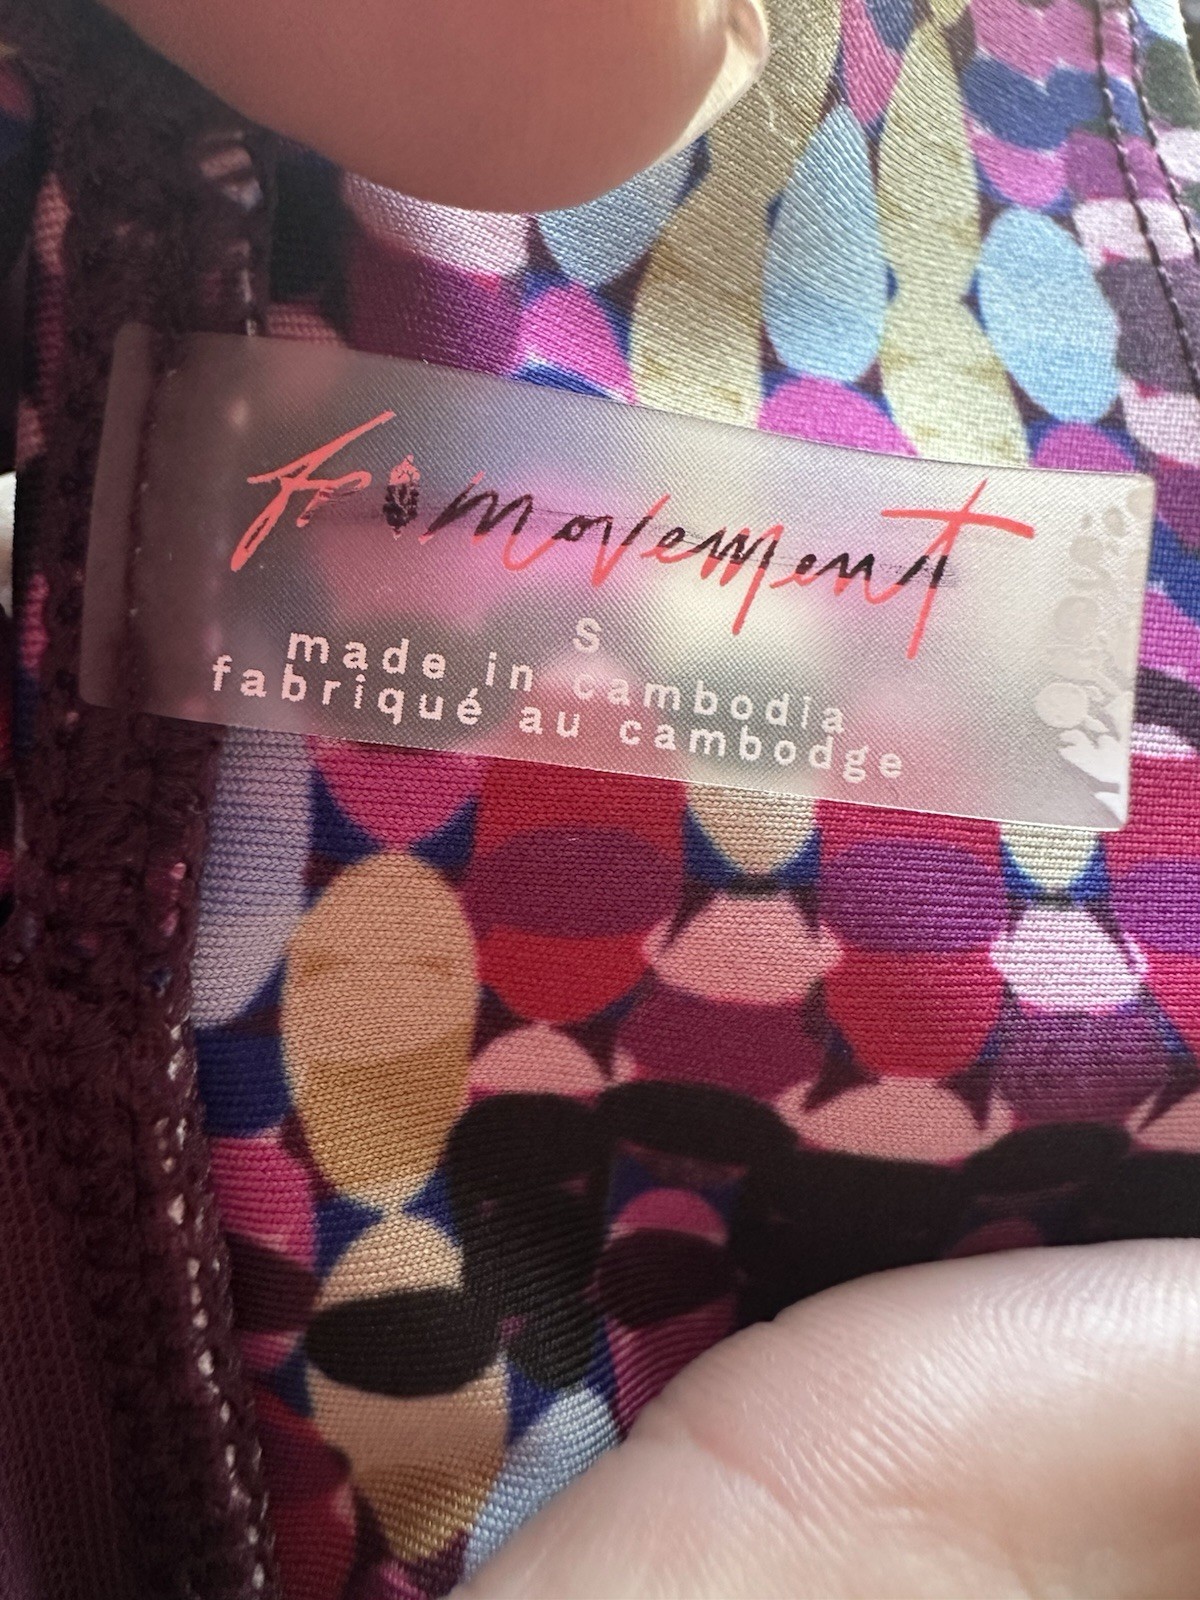 fp movement
S
made in cambodia
fabriqué au cambodge